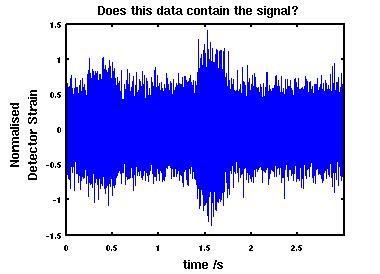 Does this data contain the signal?
1.5
1
0.5
0
-0.5
-1
-1.5
Normalised
Detector Strain
0 0.5 1 1.5 2 2.5
time /s